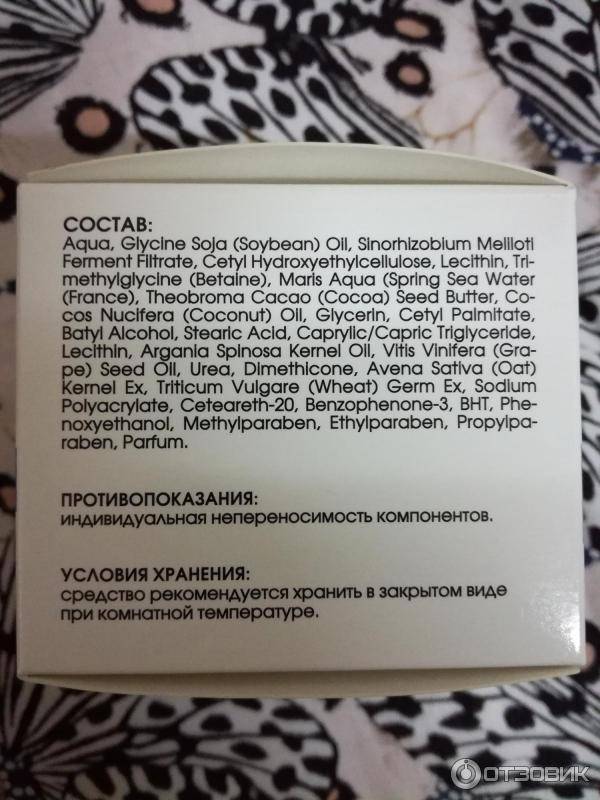 СОСТАВ:
Aqua, Glycine Soja (Soybean) Oil, Sinorhizobium Meliloti
Ferment Filtrate, Cetyl Hydroxyethylcellulose, Lecithin, Tri-
methylglycine (Betaine), Maris Aqua (Spring Sea Water
(France), Theobroma Cacao (Cocoa) Seed Butter, Co-
cos Nucifera (Coconut) Oil, Glycerin, Cetyl Palmitate,
Batyl Alcohol, Stearic Acid, Caprylic/Capric Triglyceride,
Lecithin, Argania Spinosa Kernel Oil, Vitis Vinifera (Gra-
pe) Seed Oil, Urea, Dimethicone, Avena Sativa (Oat)
Kernel Ex, Triticum Vulgare (Wheat) Germ Ex, Sodium
Polyacrylate, Ceteareth-20, Benzophenone-3, BHT, Phe-
noxyethanol, Methylparaben, Ethylparaben, Propylpa-
raben, Parfum.
ПРОТИВОПОКАЗАНИЯ:
индивидуальная непереносимость компонентов.
УСЛОВИЯ ХРАНЕНИЯ:
средство рекомендуется хранить в закрытом виде
при комнатной температуре.
ОТЗОВИК